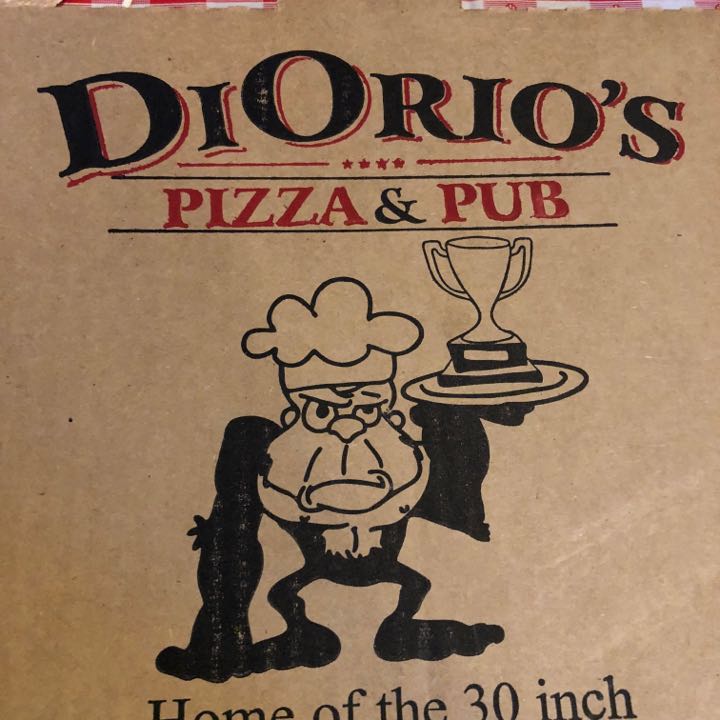 DiOrio's
PIZZA & PUB
Home of the 30 inch